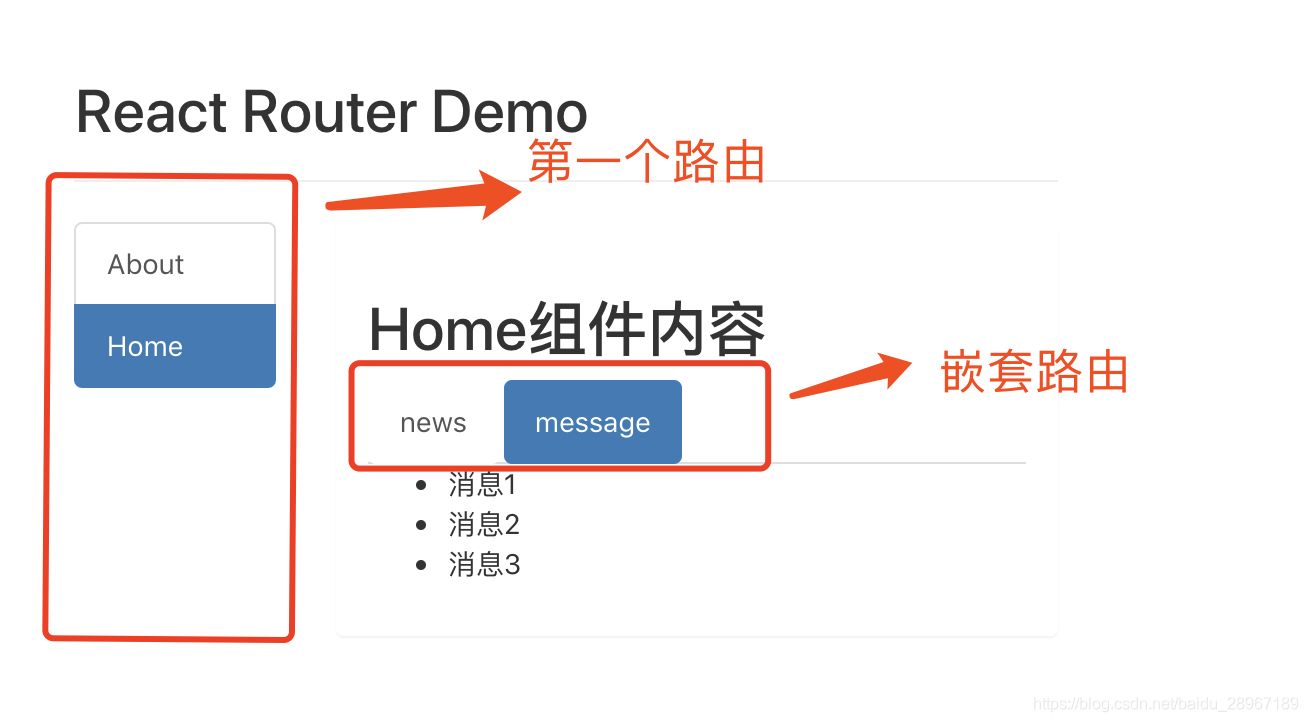 React Router Demo
第一个路由
About
Home
Home组件内容
嵌套路由
news
message
消息1
消息2
消息3
https://blog.csdn.net/baidu_28967189